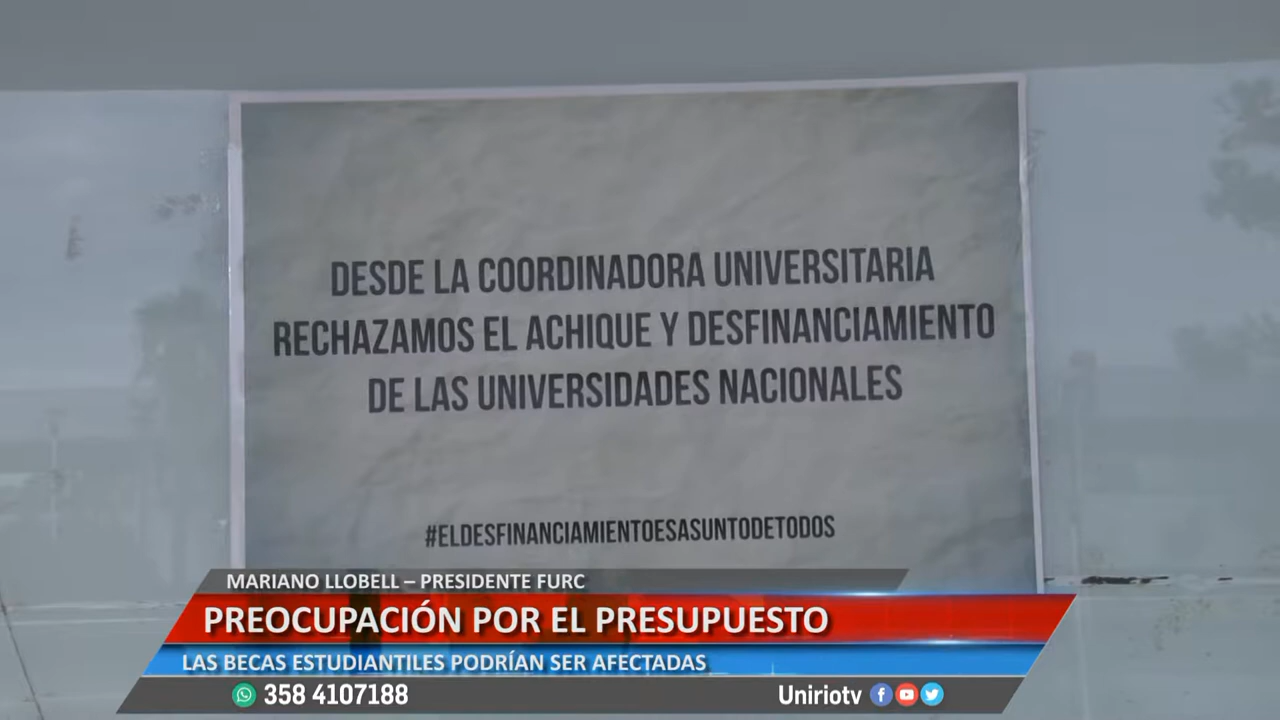 DESDE LA COORDINADORA UNIVERSITARIA
RECHAZAMOS EL ACHIQUE Y DESFINANCIAMIENTO
DE LAS UNIVERSIDADES NACIONALES
#ELDESFINANCIAMIENTOESASUNTODETODOS
MARIANO LLOBELL – PRESIDENTE FURC
PREOCUPACIÓN POR EL PRESUPUESTO
LAS BECAS ESTUDIANTILES PODRÍAN SER AFECTADAS
358 4107188 Uniriotv